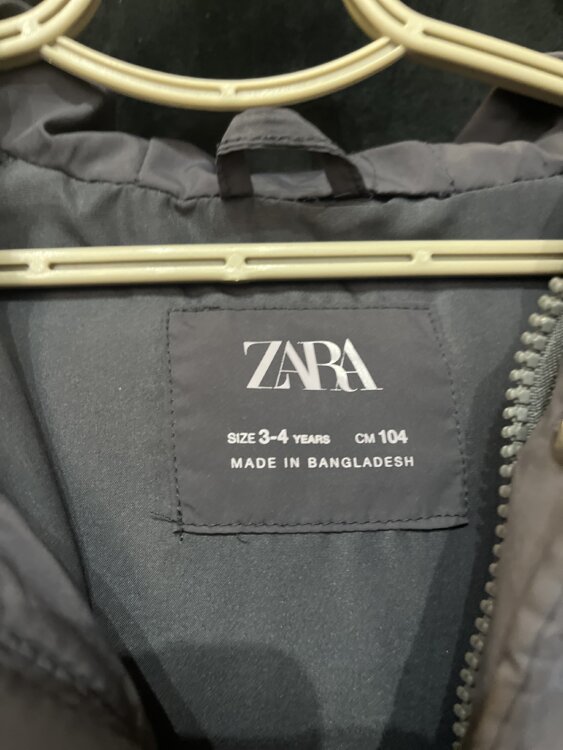 ZARA
SIZE 3-4 YEARS CM 104
MADE IN BANGLADESH